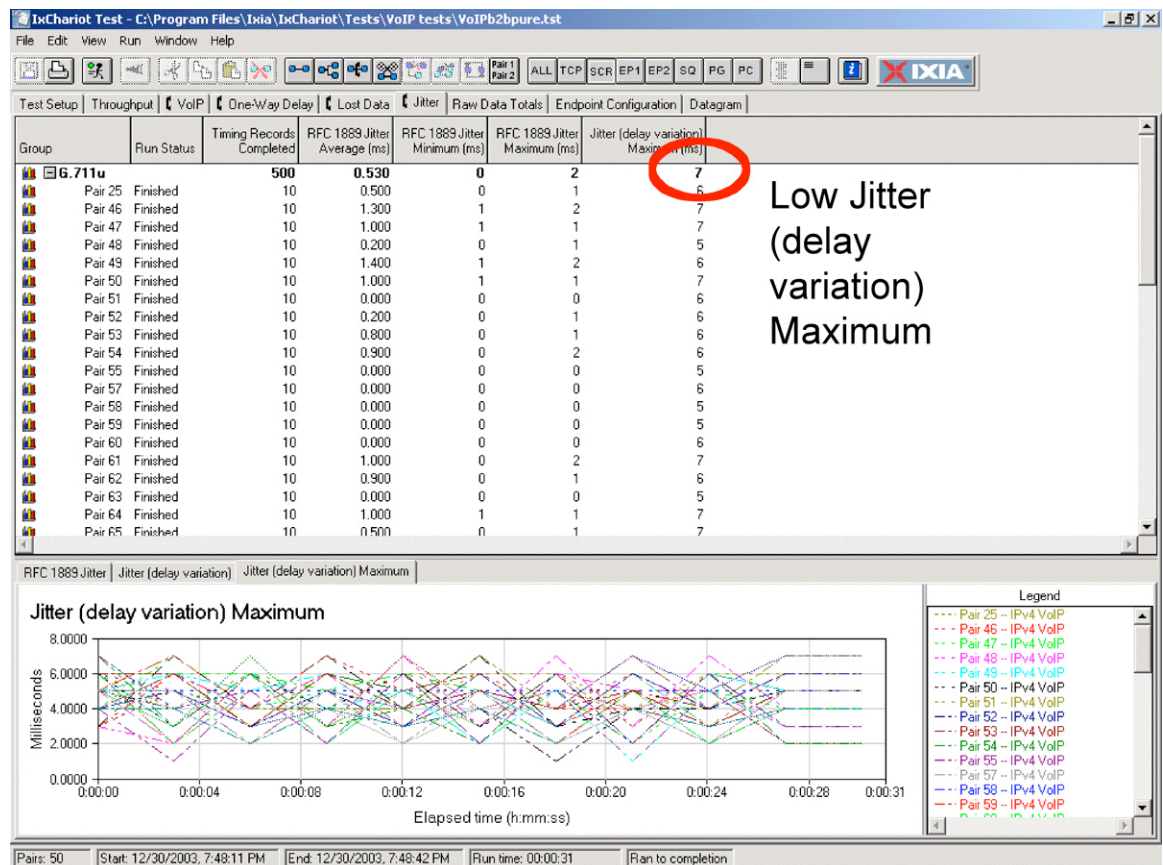 IxChariot Test - C:\Program Files\Ixia\IxChariot\Tests\VoIP tests\VoIPb2bpure.tst
File Edit View Run Window Help
Pair 1 Pair 2 ALL TCP SCR EP1 EP2 SQ PG PC i IXIA
Test Setup Throughput VoIP One-Way Delay Lost Data Jitter Raw Data Totals Endpoint Configuration Datagram
Group Run Status Timing Records Completed RFC 1889 Jitter Average (ms) RFC 1889 Jitter Minimum (ms) RFC 1889 Jitter Maximum (ms) Jitter (delay variation) Maximum (ms)
G.711u 500 0.530 0 2 7
Pair 25 Finished 10 0.500 0 1 6
Pair 46 Finished 10 1.300 1 2 7
Pair 47 Finished 10 1.000 1 1 7
Pair 48 Finished 10 0.200 0 1 5
Pair 49 Finished 10 1.400 1 2 6
Pair 50 Finished 10 1.000 1 1 7
Pair 51 Finished 10 0.000 0 0 6
Pair 52 Finished 10 0.200 0 1 6
Pair 53 Finished 10 0.800 0 1 6
Pair 54 Finished 10 0.900 0 2 6
Pair 55 Finished 10 0.000 0 0 5
Pair 57 Finished 10 0.000 0 0 6
Pair 58 Finished 10 0.000 0 0 5
Pair 59 Finished 10 0.000 0 0 5
Pair 60 Finished 10 0.000 0 0 6
Pair 61 Finished 10 1.000 0 2 7
Pair 62 Finished 10 0.900 0 1 6
Pair 63 Finished 10 0.000 0 0 5
Pair 64 Finished 10 1.000 1 1 7
Pair 65 Finished 10 0.500 0 1 7
Low Jitter
(delay
variation)
Maximum
RFC 1889 Jitter Jitter (delay variation) Jitter (delay variation) Maximum
Jitter (delay variation) Maximum
Milliseconds
8.0000
6.0000
4.0000
2.0000
0.0000
0:00:00 0:00:04 0:00:08 0:00:12 0:00:16 0:00:20 0:00:24 0:00:28 0:00:31
Elapsed time (h:mm:ss)
Legend
Pair 25 -- IPv4 VoIP
Pair 46 -- IPv4 VoIP
Pair 47 -- IPv4 VoIP
Pair 48 -- IPv4 VoIP
Pair 49 -- IPv4 VoIP
Pair 50 -- IPv4 VoIP
Pair 51 -- IPv4 VoIP
Pair 52 -- IPv4 VoIP
Pair 53 -- IPv4 VoIP
Pair 54 -- IPv4 VoIP
Pair 55 -- IPv4 VoIP
Pair 57 -- IPv4 VoIP
Pair 58 -- IPv4 VoIP
Pair 59 -- IPv4 VoIP
Pairs: 50 Start: 12/30/2003, 7:48:11 PM End: 12/30/2003, 7:48:42 PM Run time: 00:00:31 Ran to completion